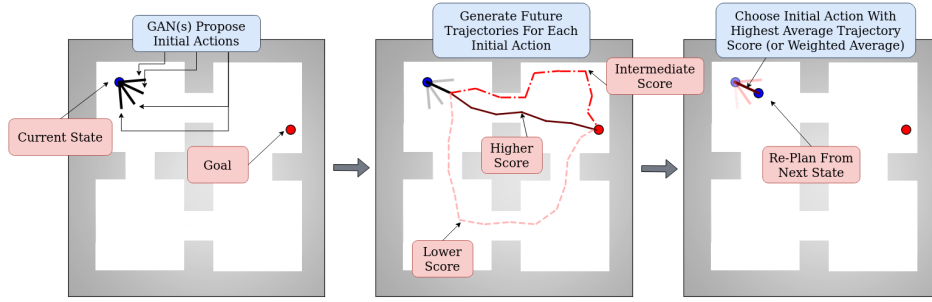 GAN(s) Propose
Initial Actions
Current State
Goal
Generate Future
Trajectories For Each
Initial Action
Intermediate
Score
Higher
Score
Lower
Score
Choose Initial Action With
Highest Average Trajectory
Score (or Weighted Average)
Re-Plan From
Next State